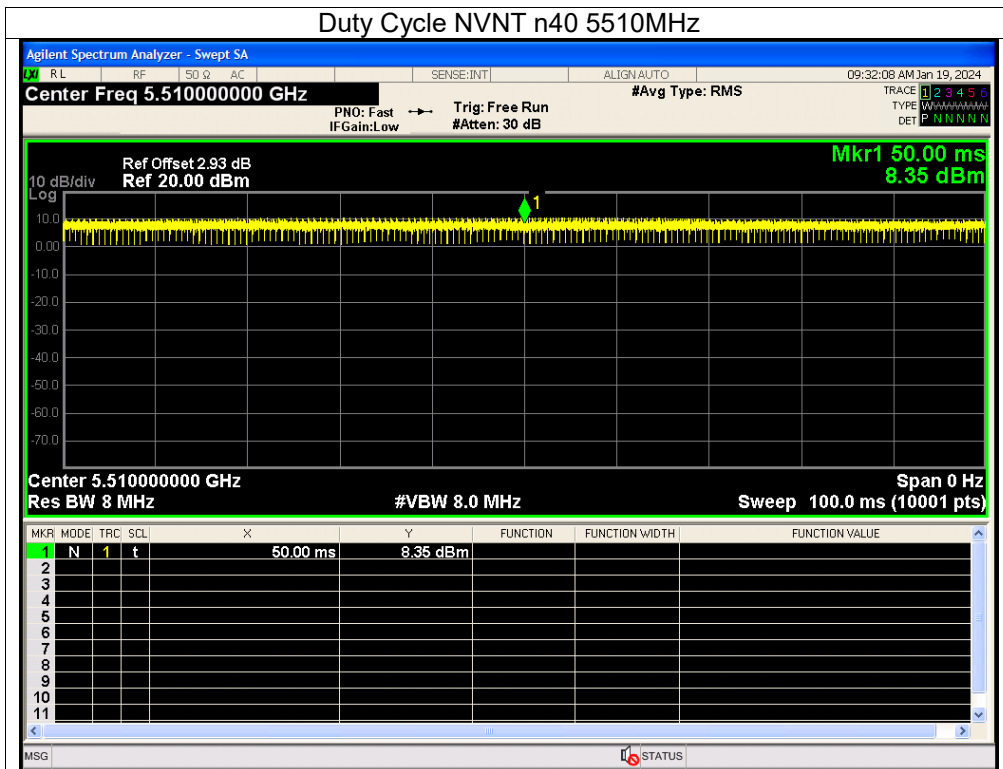 Duty Cycle NVNT n40 5510MHz
Agilent Spectrum Analyzer - Swept SA
LXI RL RF 50 Ω AC SENSE:INT ALIGN AUTO 09:32:08 AM Jan 19, 2024
Center Freq 5.510000000 GHz #Avg Type: RMS TRACE 1 2 3 4 5 6
PNO: Fast Trig: Free Run TYPE WWWWWW
IFGain:Low #Atten: 30 dB DET P N N N N N
Mkr1 50.00 ms
Ref Offset 2.93 dB
10 dB/div Ref 20.00 dBm 8.35 dBm
Log
1
10.0
0.00
-10.0
-20.0
-30.0
-40.0
-50.0
-60.0
-70.0
Center 5.510000000 GHz Span 0 Hz
Res BW 8 MHz #VBW 8.0 MHz Sweep 100.0 ms (10001 pts)
MKR MODE TRC SCL X Y FUNCTION FUNCTION WIDTH FUNCTION VALUE
1 N 1 t 50.00 ms 8.35 dBm
2
3
4
5
6
7
8
9
10
11
MSG STATUS